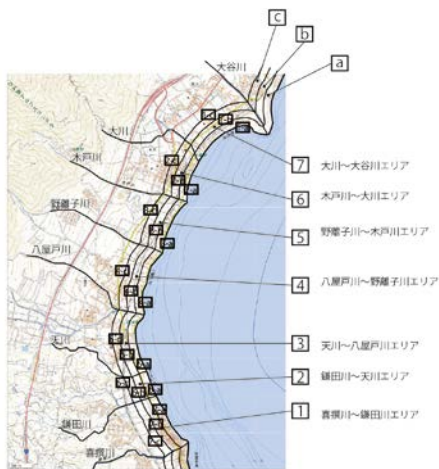 c
b
a
大谷川
大川
7 大川～大谷川エリア
木戸川
6 木戸川～大川エリア
野離子川
5 野離子川～木戸川エリア
八屋戸川
4 八屋戸川～野離子川エリア
天川
3 天川～八屋戸川エリア
2 鎌田川～天川エリア
鎌田川
1 喜撰川～鎌田川エリア
喜撰川